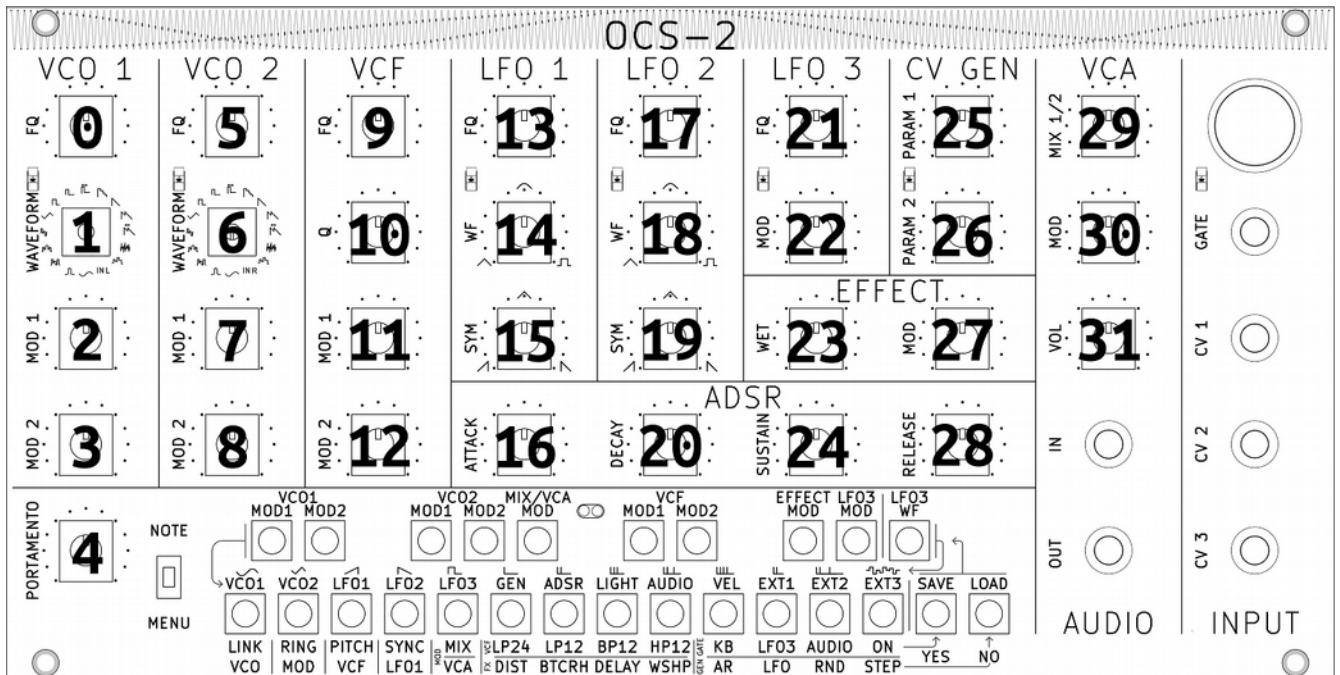 OCS-2
VCO 1 VCO 2 VCF LFO 1 LFO 2 LFO 3 CV GEN VCA
FQ 0 FQ 5 FQ 9 FQ 13 FQ 17 FQ 21 PARAM 1 25 MIX 1/2 29
WAVEFORM 1 WAVEFORM 6 Q 10 WF 14 WF 18 MOD 22 PARAM 2 26 MOD 30 GATE
INL INR
EFFECT
MOD 1 2 MOD 1 7 MOD 1 11 SYM 15 SYM 19 WET 23 MOD 27 VOL 31 CV 1
ADSR
MOD 2 3 MOD 2 8 MOD 2 12 ATTACK 16 DECAY 20 SUSTAIN 24 RELEASE 28 IN CV 2
PORTAMENTO 4 OUT CV 3
VCO1 VCO2 MIX/VCA VCF EFFECT LFO3 LFO3
MOD1 MOD2 MOD1 MOD2 MOD MOD1 MOD2 MOD MOD WF
NOTE
MENU
VCO1 VCO2 LFO1 LFO2 LFO3 GEN ADSR LIGHT AUDIO VEL EXT1 EXT2 EXT3 SAVE LOAD
LINK RING PITCH SYNC MIX LP24 LP12 BP12 HP12 KB LFO3 AUDIO ON
VCO MOD VCF LFO1 VCA DIST BTCRH DELAY WSHP AR LFO RND STEP YES NO
MOD
FX VCF
GEN GATE
AUDIO INPUT